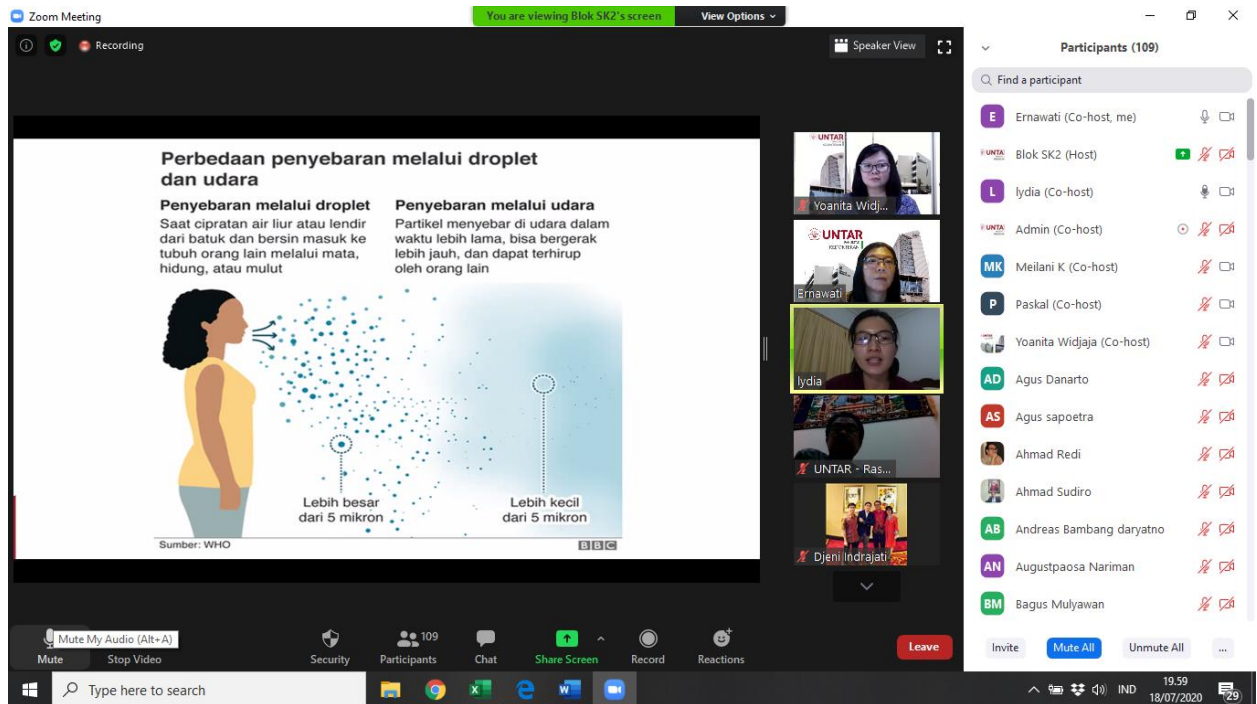 Zoom Meeting
You are viewing Blok SK2's screen
View Options
Recording
Speaker View
Perbedaan penyebaran melalui droplet
dan udara
Penyebaran melalui droplet
Saat cipratan air liur atau lendir
dari batuk dan bersin masuk ke
tubuh orang lain melalui mata,
hidung, atau mulut
Penyebaran melalui udara
Partikel menyebar di udara dalam
waktu lebih lama, bisa bergerak
lebih jauh, dan dapat terhirup
oleh orang lain
Lebih besar
dari 5 mikron
Lebih kecil
dari 5 mikron
Sumber: WHO
BBC
UNTAR
Yoanita Widj...
UNTAR
Ernawati
lydia
UNTAR - Ras...
Djeni Indrajati
Participants (109)
Find a participant
E Ernawati (Co-host, me)
Blok SK2 (Host)
L lydia (Co-host)
Admin (Co-host)
MK Meilani K (Co-host)
P Paskal (Co-host)
Yoanita Widjaja (Co-host)
AD Agus Danarto
AS Agus sapoetra
Ahmad Redi
Ahmad Sudiro
AB Andreas Bambang daryatno
AN Augustpaosa Nariman
BM Bagus Mulyawan
Invite
Mute All
Unmute All
...
Mute My Audio (Alt+A)
Mute
Stop Video
Security
109
Participants
Chat
Share Screen
Record
Reactions
Leave
Type here to search
IND
19.59
18/07/2020
29